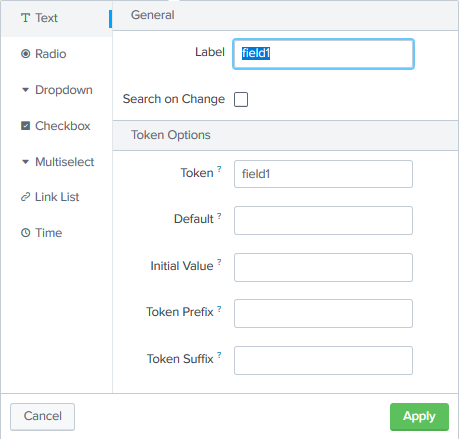 Text
Radio
Dropdown
Checkbox
Multiselect
Link List
Time
General
Label field1
Search on Change
Token Options
Token ? field1
Default ?
Initial Value ?
Token Prefix ?
Token Suffix ?
Cancel
Apply